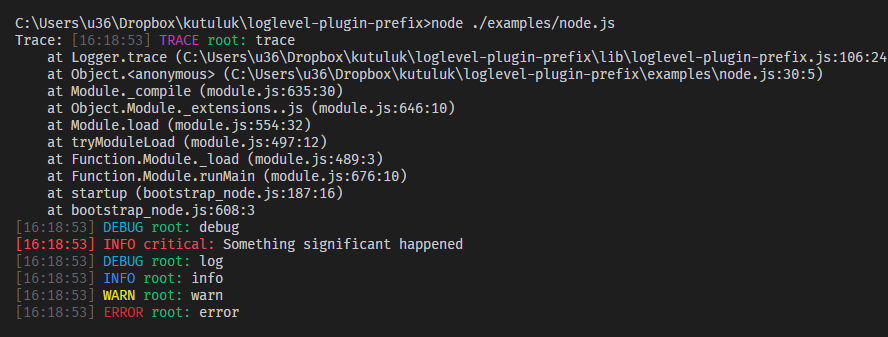 C:\Users\u36\Dropbox\kutuluk\loglevel-plugin-prefix>node ./examples/node.js
Trace: [16:18:53] TRACE root: trace
    at Logger.trace (C:\Users\u36\Dropbox\kutuluk\loglevel-plugin-prefix\lib\loglevel-plugin-prefix.js:106:24
    at Object.<anonymous> (C:\Users\u36\Dropbox\kutuluk\loglevel-plugin-prefix\examples\node.js:30:5)
    at Module._compile (module.js:635:30)
    at Object.Module._extensions..js (module.js:646:10)
    at Module.load (module.js:554:32)
    at tryModuleLoad (module.js:497:12)
    at Function.Module._load (module.js:489:3)
    at Function.Module.runMain (module.js:676:10)
    at startup (bootstrap_node.js:187:16)
    at bootstrap_node.js:608:3
[16:18:53] DEBUG root: debug
[16:18:53] INFO critical: Something significant happened
[16:18:53] DEBUG root: log
[16:18:53] INFO root: info
[16:18:53] WARN root: warn
[16:18:53] ERROR root: error